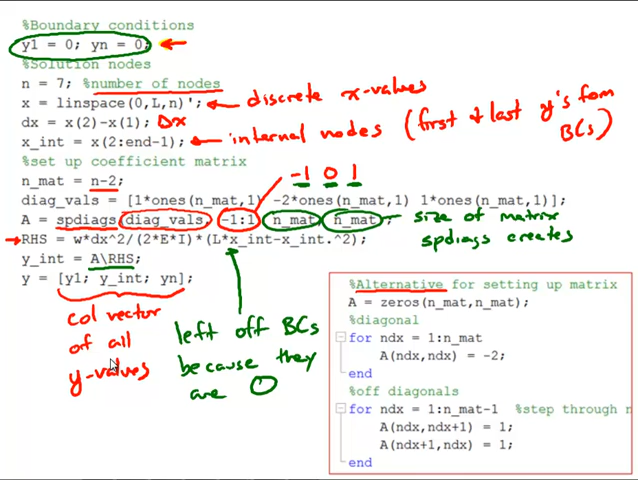 %Boundary conditions
y1 = 0; yn = 0;
%Solution nodes
n = 7; %number of nodes
x = linspace(0,L,n)'; discrete x-values
dx = x(2)-x(1); Δx
x_int = x(2:end-1); internal nodes (first & last y's from BCs)
%set up coefficient matrix
-1 0 1
n_mat = n-2;
diag_vals = [1*ones(n_mat,1) -2*ones(n_mat,1) 1*ones(n_mat,1)];
A = spdiags(diag_vals, -1:1, n_mat, n_mat); size of matrix spdiags creates
RHS = w*dx^2/(2*E*I)*(L*x_int-x_int.^2);
y_int = A\RHS;
y = [y1; y_int; yn];
col vector
of all
y-values
left off BCs
because they
are 0
%Alternative for setting up matrix
A = zeros(n_mat,n_mat);
%diagonal
for ndx = 1:n_mat
A(ndx,ndx) = -2;
end
%off diagonals
for ndx = 1:n_mat-1 %step through
A(ndx,ndx+1) = 1;
A(ndx+1,ndx) = 1;
end